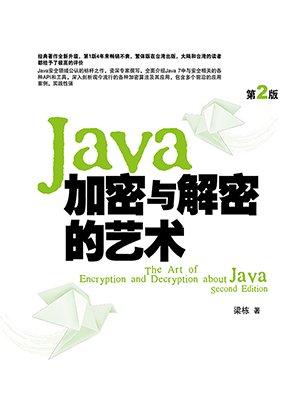 经典著作全新升级，第1版4年来畅销不衰，繁体版在台湾出版，大陆和台湾的读者
都给予了极高的评价
Java安全领域公认的标杆之作，资深专家撰写，全面介绍Java 7中与安全相关的各
种API和工具，深入剖析现今流行的各种加密算法及其应用，包含多个前沿的应用
案例，实战性强
第2版
Java
加密与解密
的艺术
The Art of
Encryption and Decryption about Java
Second Edition
梁栋 著